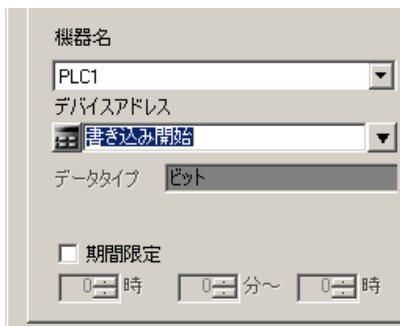 機器名
PLC1
デバイスアドレス
書き込み開始
データタイプ ビット
期間限定
0 時 0 分～ 0 時